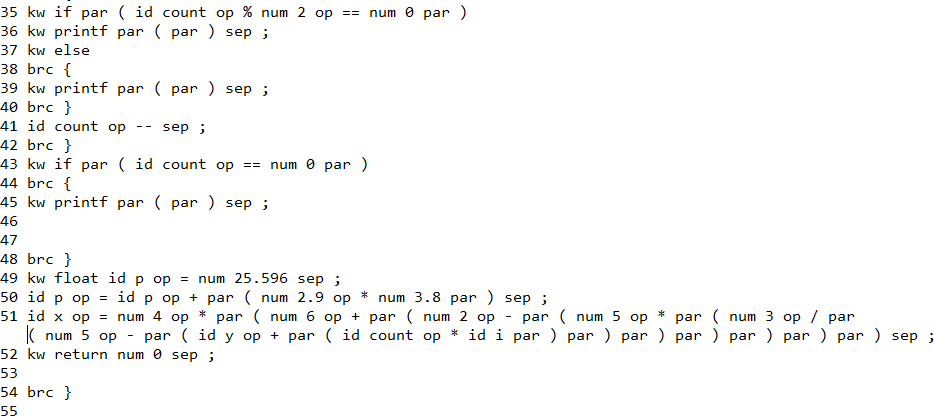 35 kw if par ( id count op % num 2 op == num 0 par )
36 kw printf par ( par ) sep ;
37 kw else
38 brc {
39 kw printf par ( par ) sep ;
40 brc }
41 id count op -- sep ;
42 brc }
43 kw if par ( id count op == num 0 par )
44 brc {
45 kw printf par ( par ) sep ;
46
47
48 brc }
49 kw float id p op = num 25.596 sep ;
50 id p op = id p op + par ( num 2.9 op * num 3.8 par ) sep ;
51 id x op = num 4 op * par ( num 6 op + par ( num 2 op - par ( num 5 op * par ( num 3 op / par
( num 5 op - par ( id y op + par ( id count op * id i par ) par ) par ) par ) par ) par ) par ) sep ;
52 kw return num 0 sep ;
53
54 brc }
55